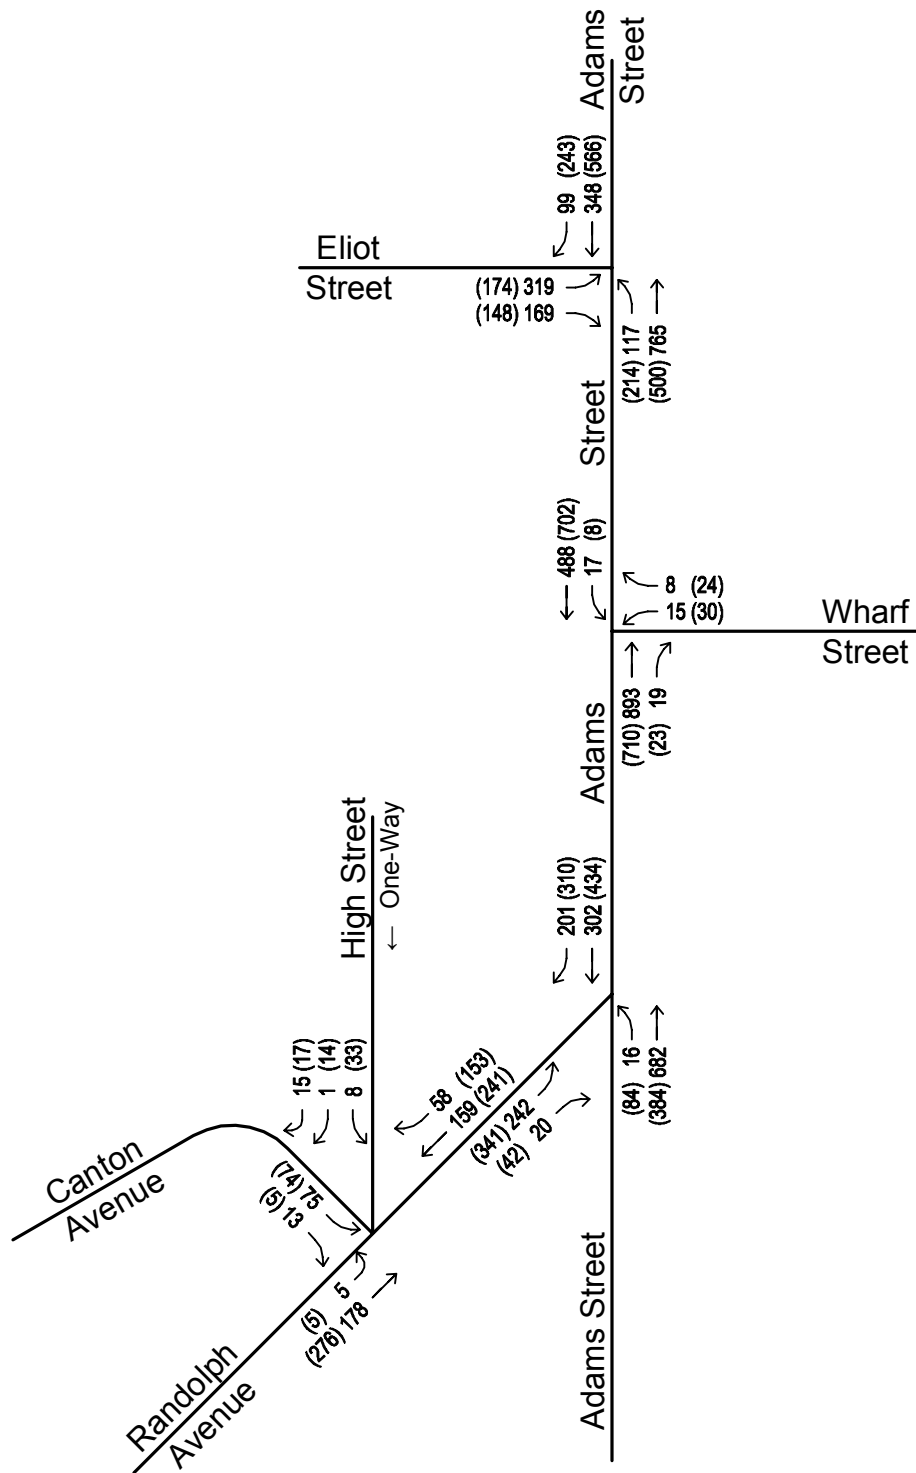 Adams
Street
99 (243)
348 (566)
Eliot
Street
(174) 319
(148) 169
(214) 117
(500) 765
Street
488 (702)
17 (8)
8 (24)
15 (30)
Wharf
Street
(710) 893
(23) 19
Adams
High Street
← One-Way
201 (310)
302 (434)
15 (17)
1 (14)
8 (33)
58 (153)
159 (241)
(341) 242
(42) 20
(84) 16
(384) 682
Canton
Avenue
(74) 75
(5) 13
(5) 5
(276) 178
Adams Street
Randolph
Avenue